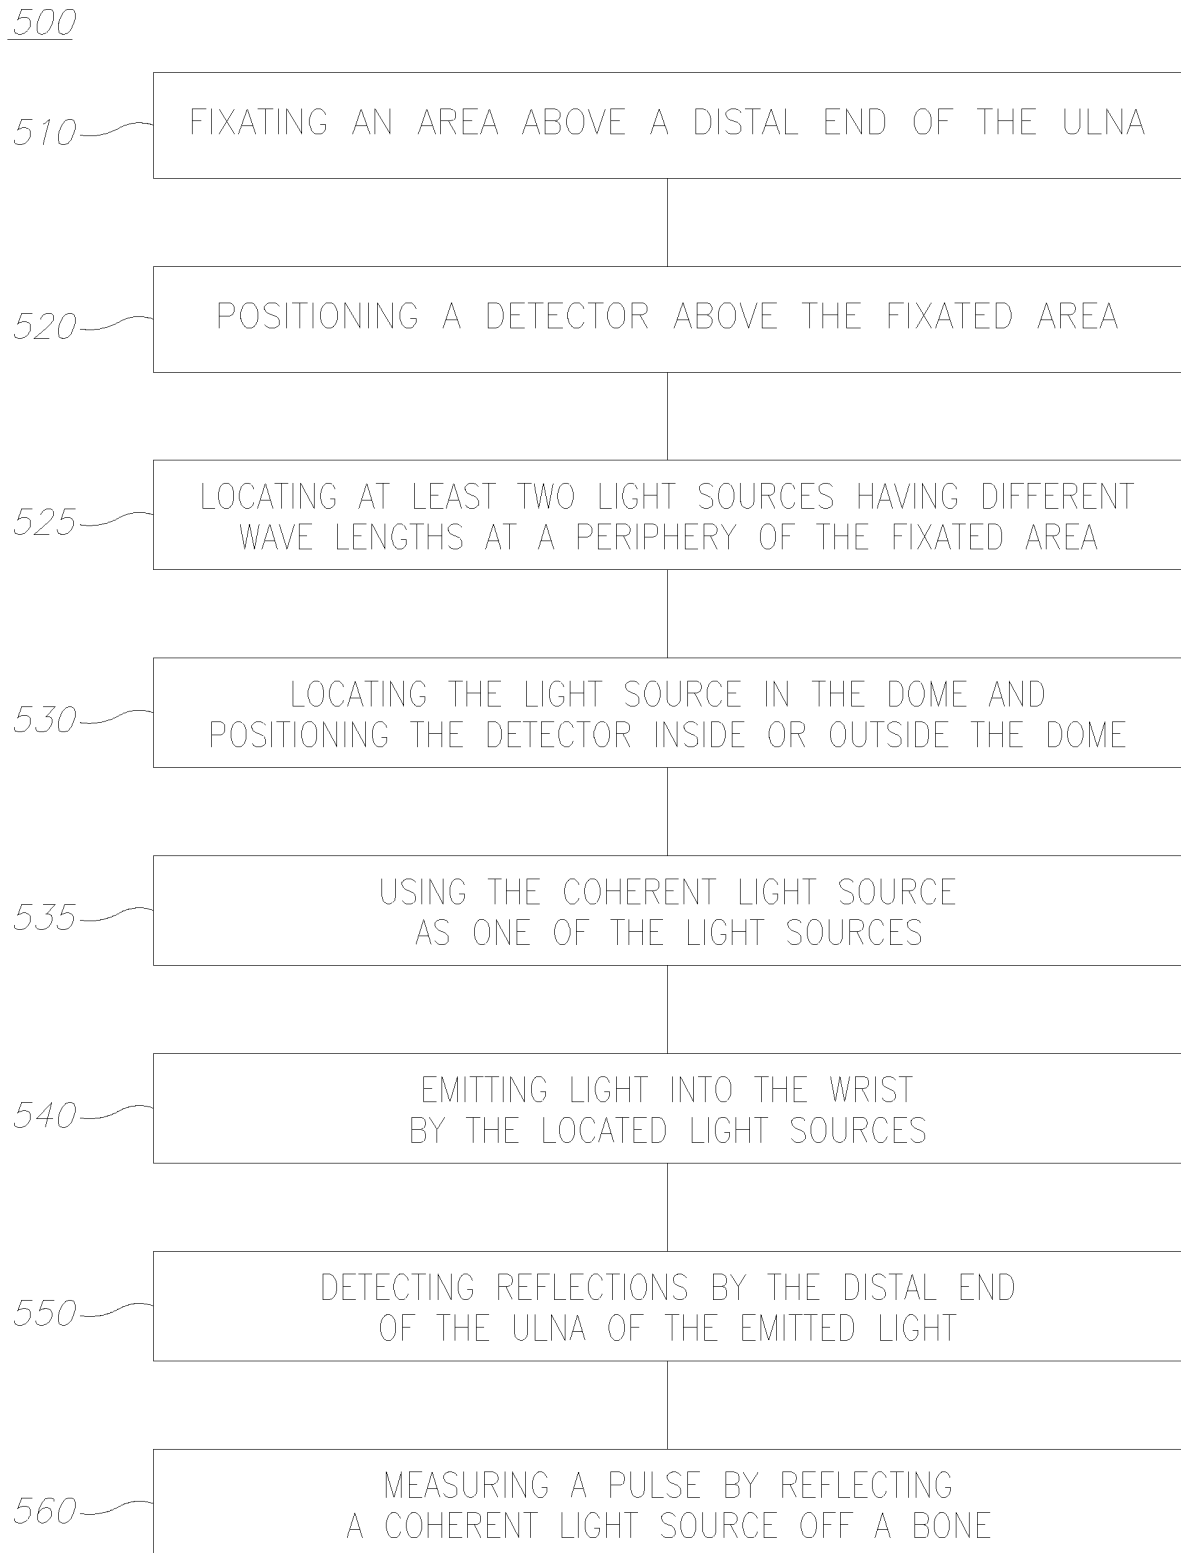 500
510
FIXATING AN AREA ABOVE A DISTAL END OF THE ULNA
520
POSITIONING A DETECTOR ABOVE THE FIXATED AREA
525
LOCATING AT LEAST TWO LIGHT SOURCES HAVING DIFFERENT
WAVE LENGTHS AT A PERIPHERY OF THE FIXATED AREA
530
LOCATING THE LIGHT SOURCE IN THE DOME AND
POSITIONING THE DETECTOR INSIDE OR OUTSIDE THE DOME
535
USING THE COHERENT LIGHT SOURCE
AS ONE OF THE LIGHT SOURCES
540
EMITTING LIGHT INTO THE WRIST
BY THE LOCATED LIGHT SOURCES
550
DETECTING REFLECTIONS BY THE DISTAL END
OF THE ULNA OF THE EMITTED LIGHT
560
MEASURING A PULSE BY REFLECTING
A COHERENT LIGHT SOURCE OFF A BONE